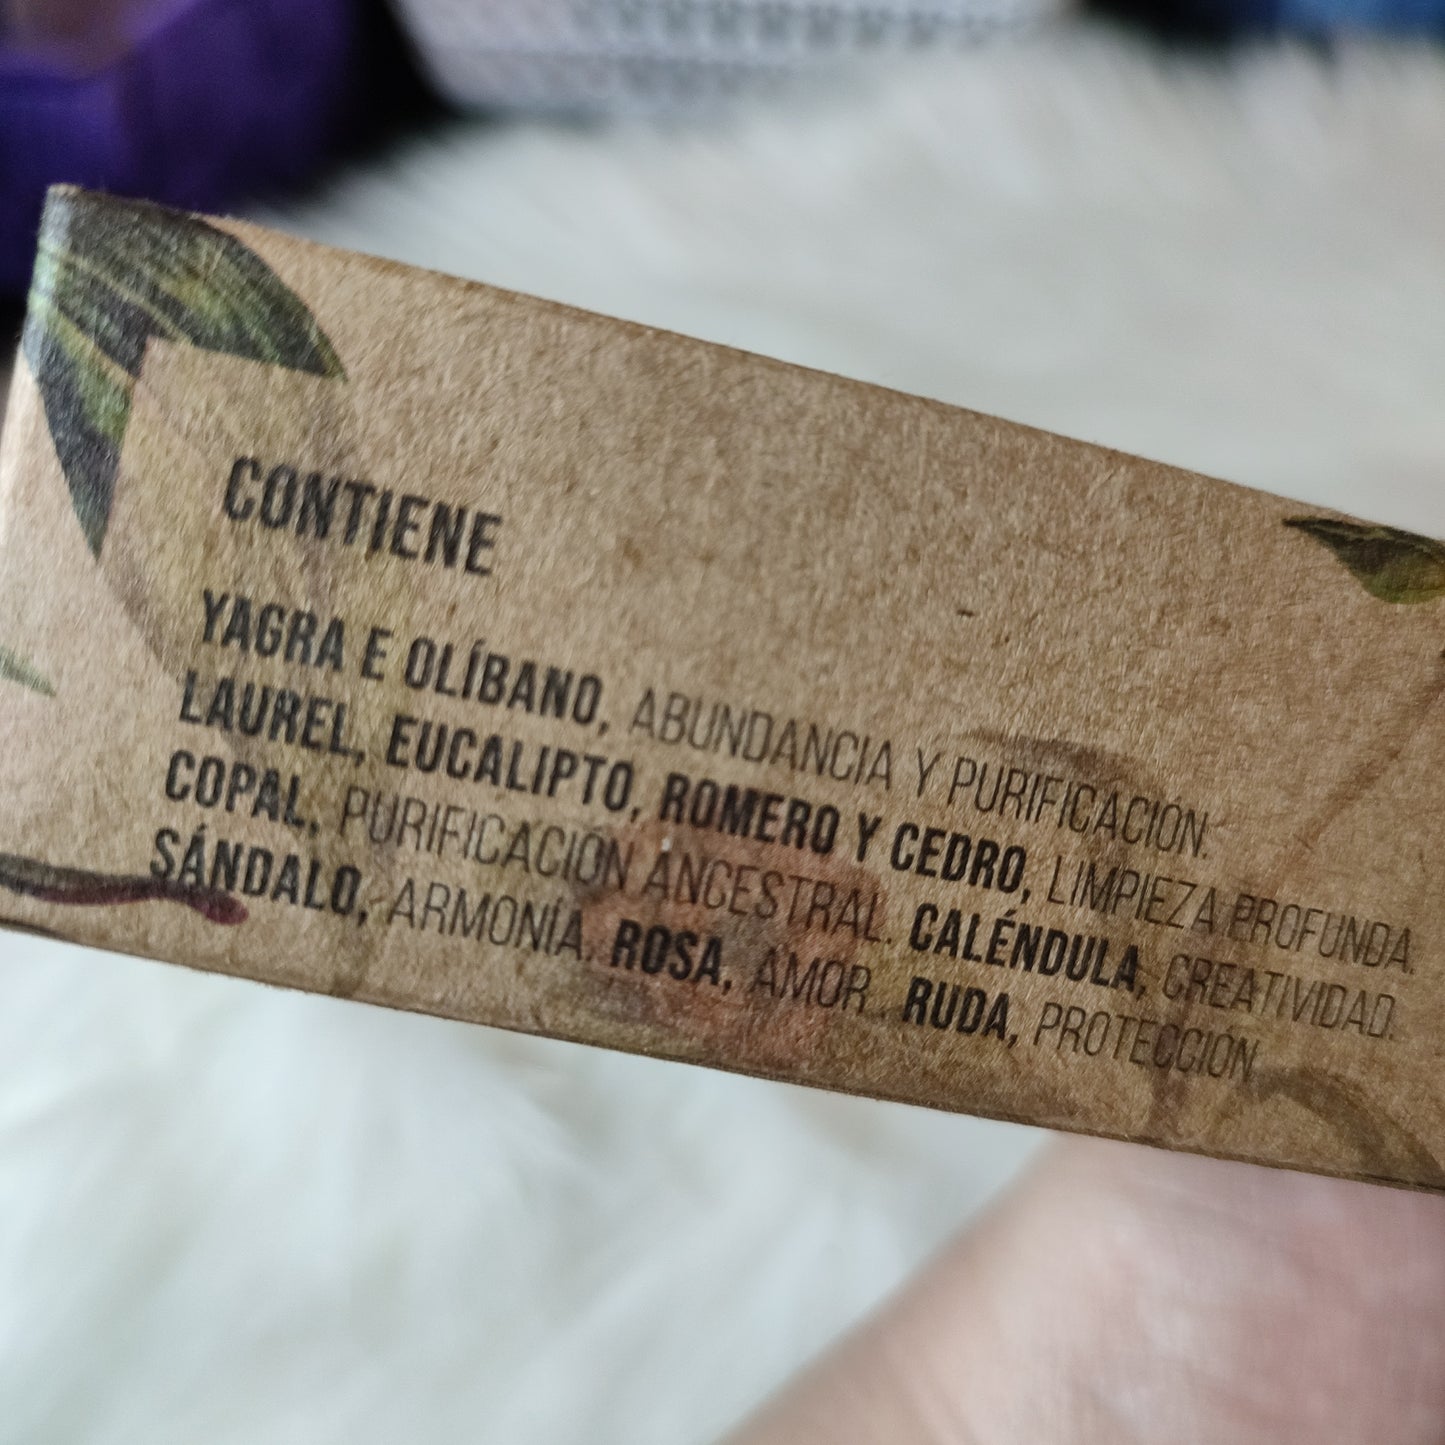 CONTIENE
YAGRA E OLÍBANO, ABUNDANCIA Y PURIFICACIÓN.
LAUREL, EUCALIPTO, ROMERO Y CEDRO, LIMPIEZA PROFUNDA.
COPAL, PURIFICACIÓN ANCESTRAL. CALÉNDULA, CREATIVIDAD.
SÁNDALO, ARMONÍA. ROSA, AMOR. RUDA, PROTECCIÓN.